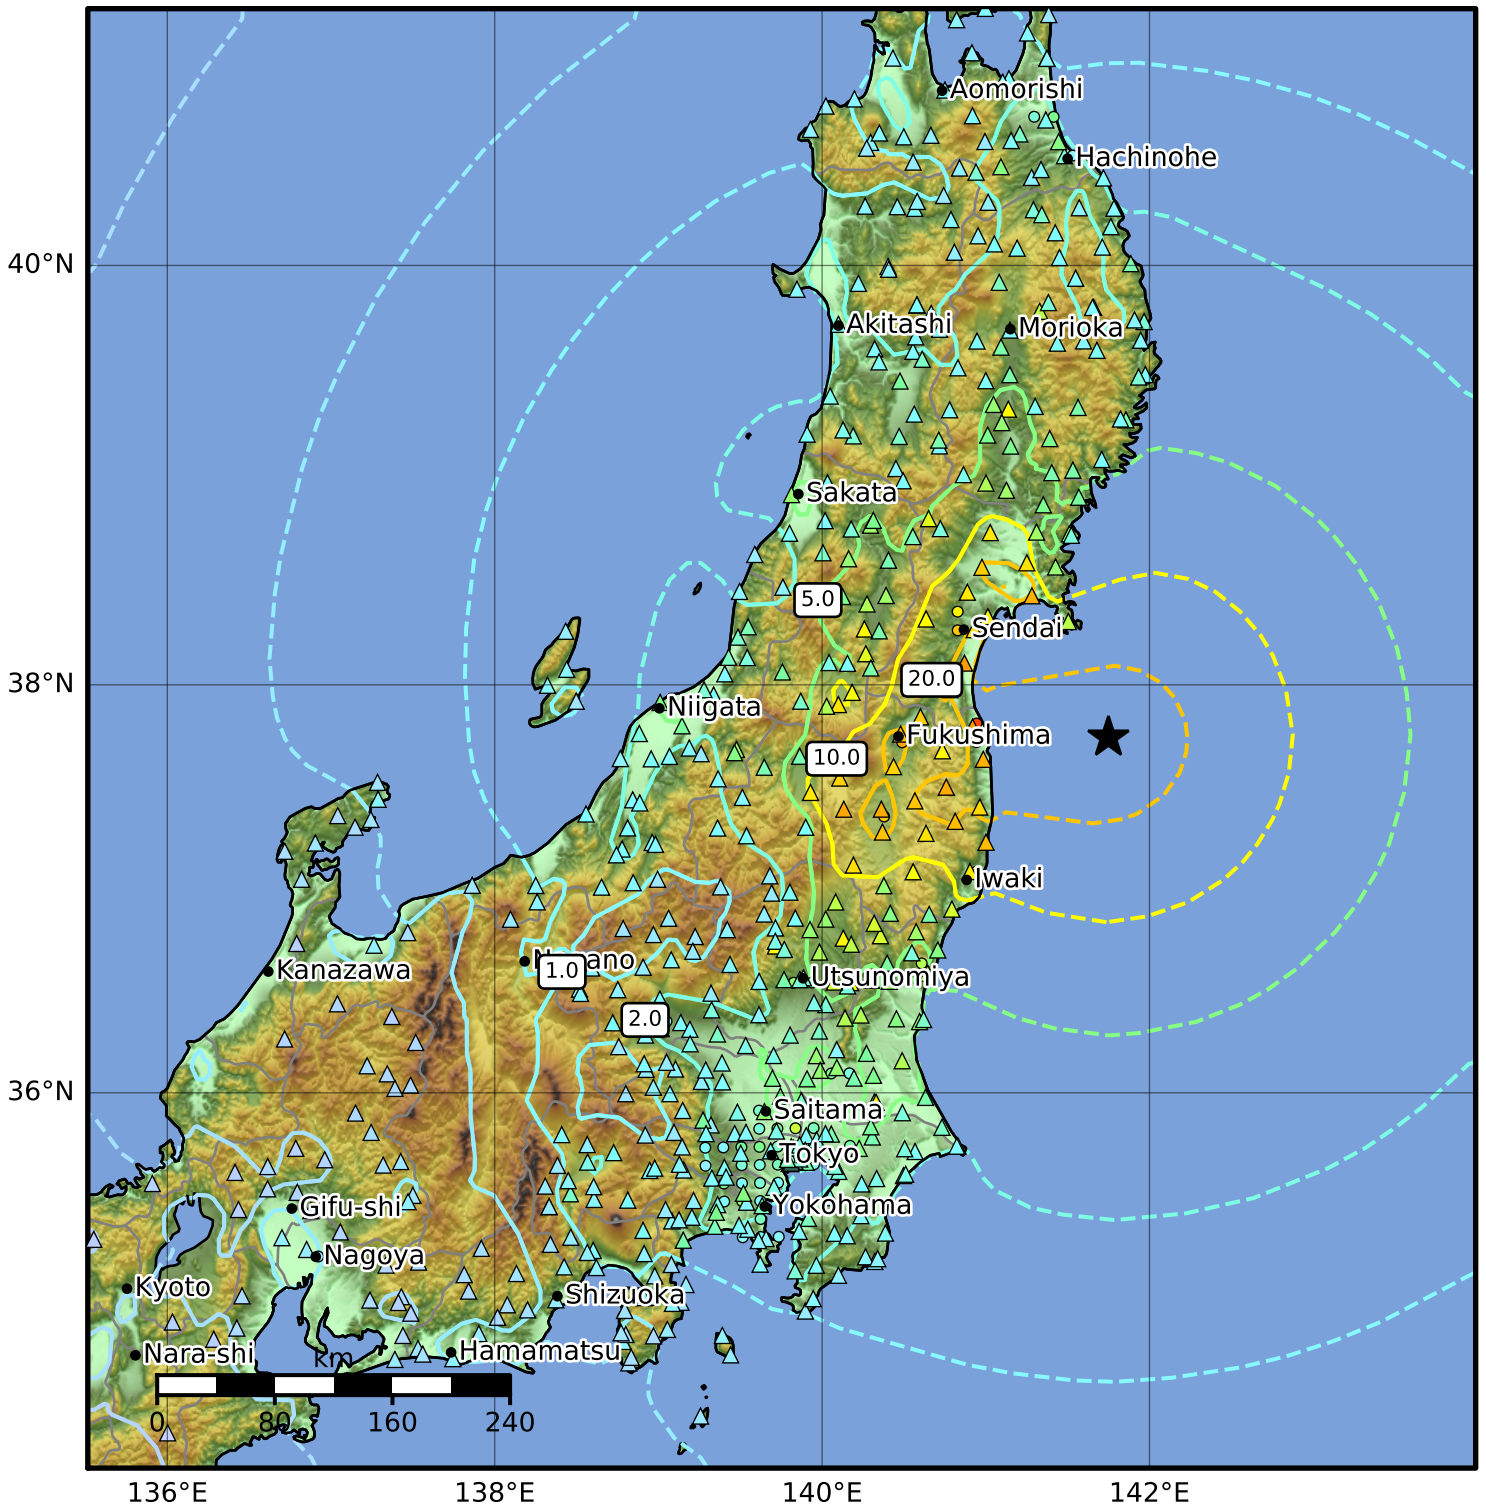 Aomorishi
Hachinohe
40°N
Akitashi
Morioka
Sakata
5.0
Sendai
38°N
20.0
Niigata
Fukushima
10.0
Iwaki
Nagano
Kanazawa
1.0
Utsunomiya
2.0
36°N
Saitama
Tokyo
Gifu-shi
Yokohama
Nagoya
Kyoto
Shizuoka
Nara-shi
Hamamatsu
km
0 80 160 240
136°E 138°E 140°E 142°E